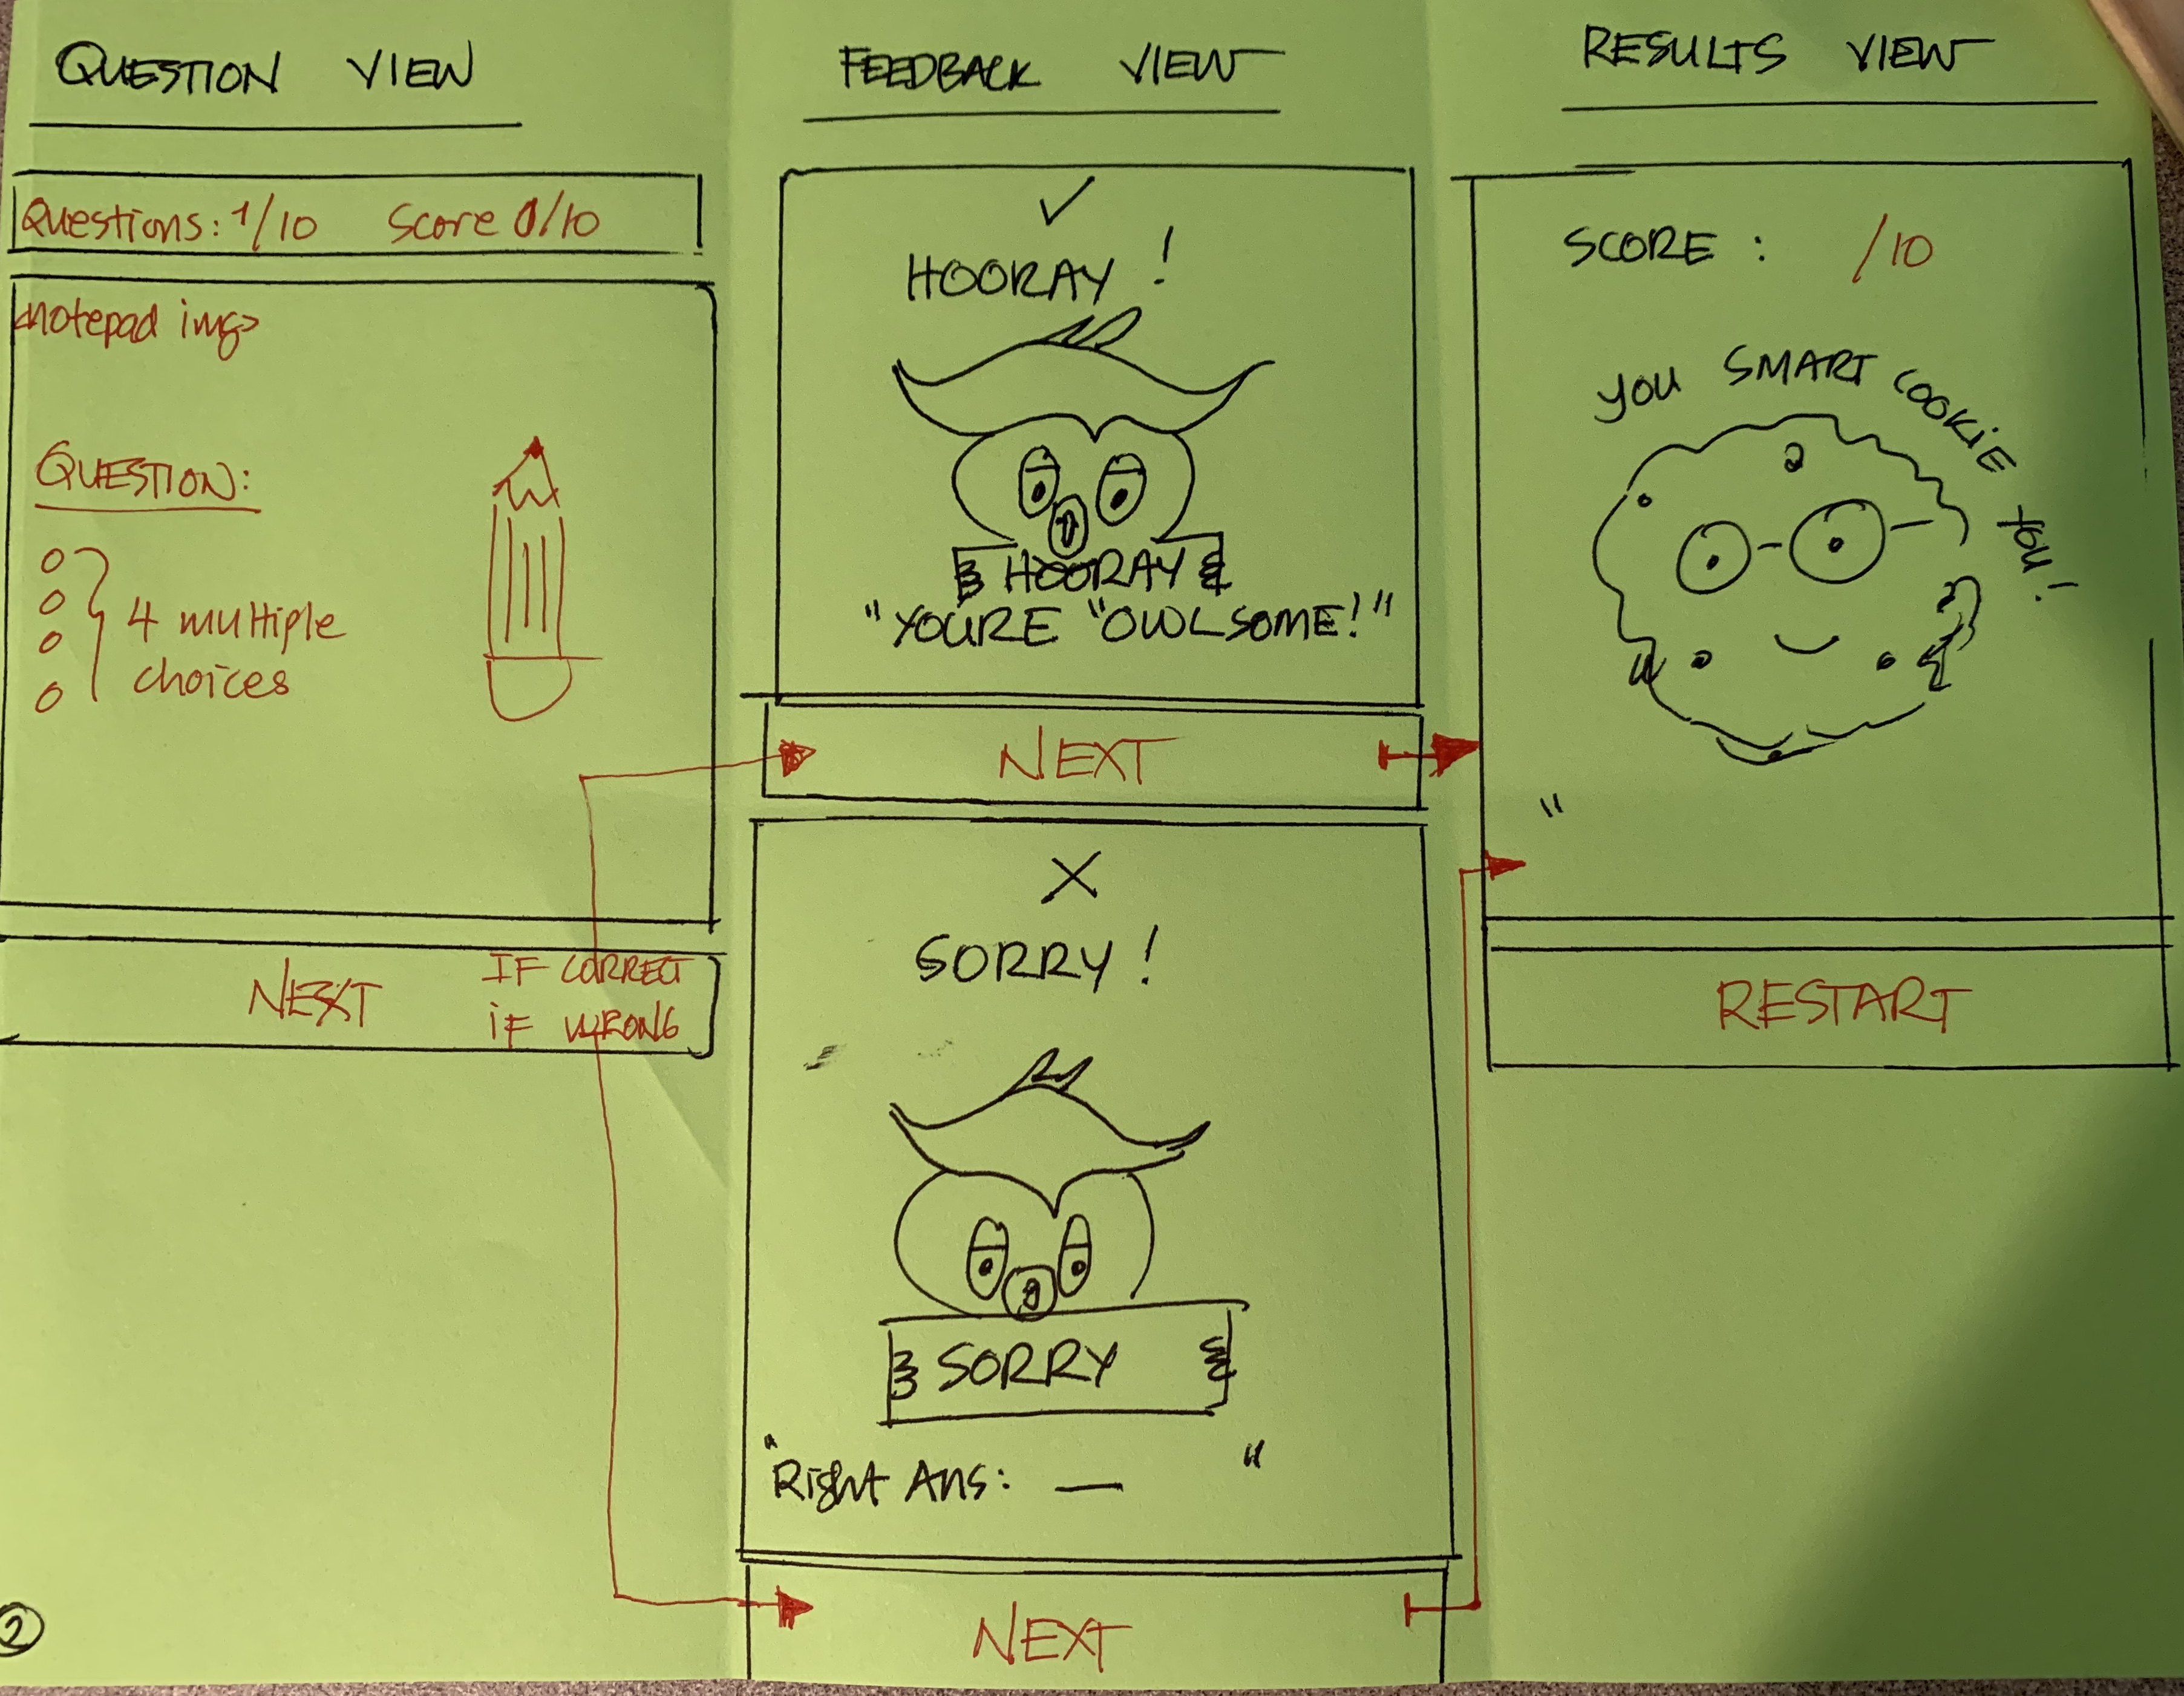 QUESTION VIEW
Questions: 1/10 Score 0/10
<notepad img>
QUESTION:
4 multiple
choices
NEXT
IF CORRECT
IF WRONG
FEEDBACK VIEW
✓
HOORAY!
HOORAY
"YOURE "OWLSOME!"
NEXT
X
SORRY!
SORRY
"Right Ans: — "
NEXT
RESULTS VIEW
SCORE: /10
YOU SMART COOKIE YOU!
"
RESTART
2